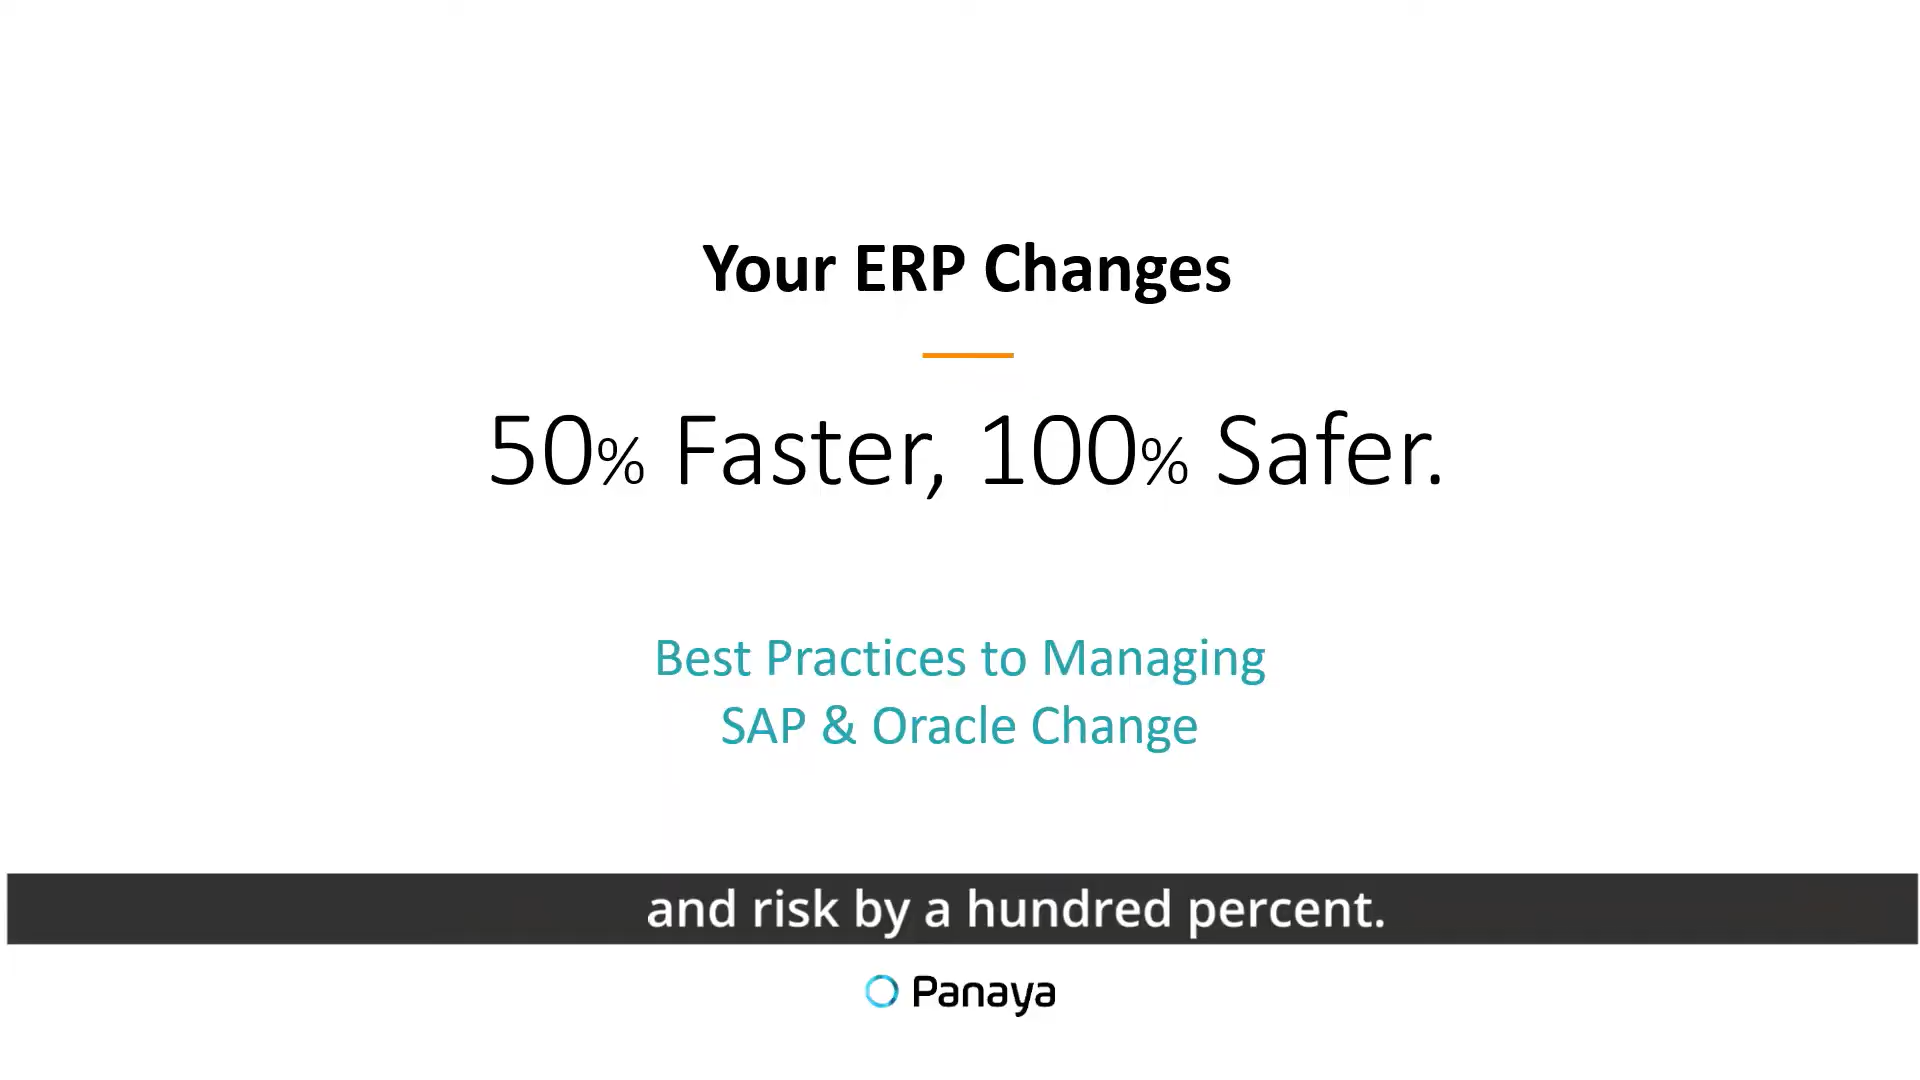 Your ERP Changes
50% Faster, 100% Safer.
Best Practices to Managing
SAP & Oracle Change
and risk by a hundred percent.
Panaya